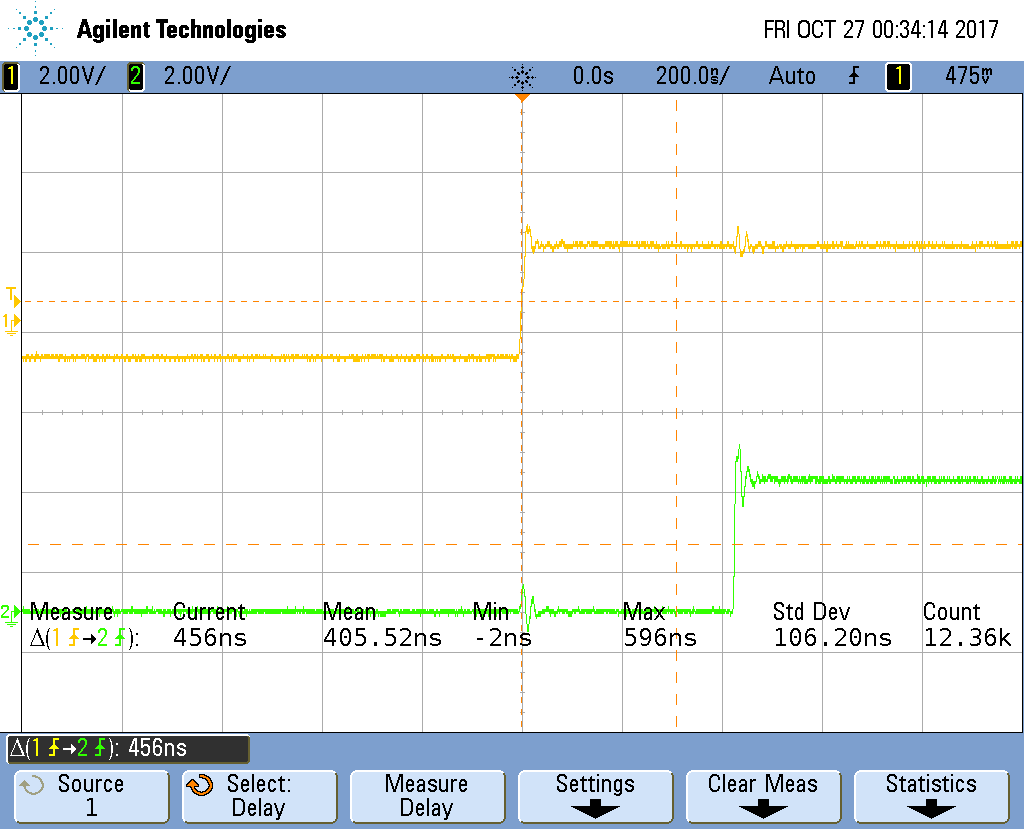 Agilent Technologies
FRI OCT 27 00:34:14 2017
1 2.00V/ 2 2.00V/ 0.0s 200.0ns/ Auto 1 475mV
T
1
2
Measure Current Mean Min Max Std Dev Count
Δ(1→2): 456ns 405.52ns -2ns 596ns 106.20ns 12.36k
Δ(1→2): 456ns
Source
1
Select:
Delay
Measure
Delay
Settings
Clear Meas
Statistics